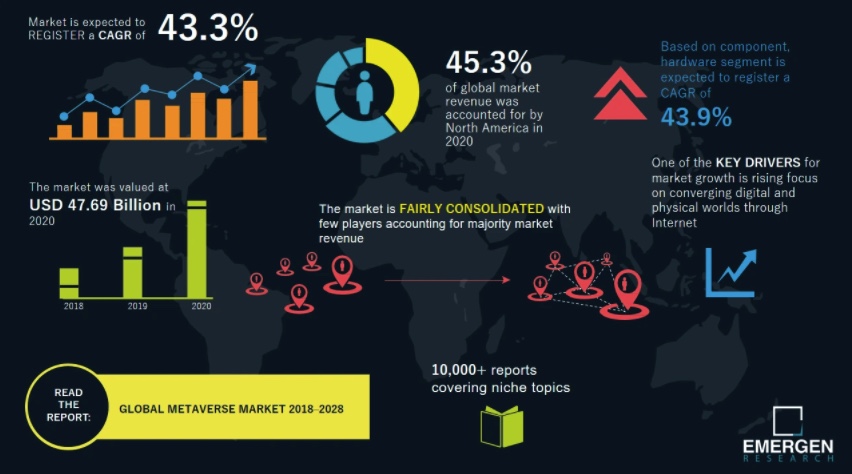 Market is expected to
REGISTER a CAGR of
43.3%
45.3%
of global market
revenue was
accounted for by
North America in
2020
Based on component,
hardware segment is
expected to register a
CAGR of
43.9%
The market was valued at
USD 47.69 Billion in
2020
2018
2019
2020
The market is FAIRLY CONSOLIDATED with
few players accounting for majority market
revenue
One of the KEY DRIVERS for
market growth is rising focus
on converging digital and
physical worlds through
Internet
READ
THE
REPORT:
GLOBAL METAVERSE MARKET 2018–2028
10,000+ reports
covering niche topics
EMERGEN
RESEARCH